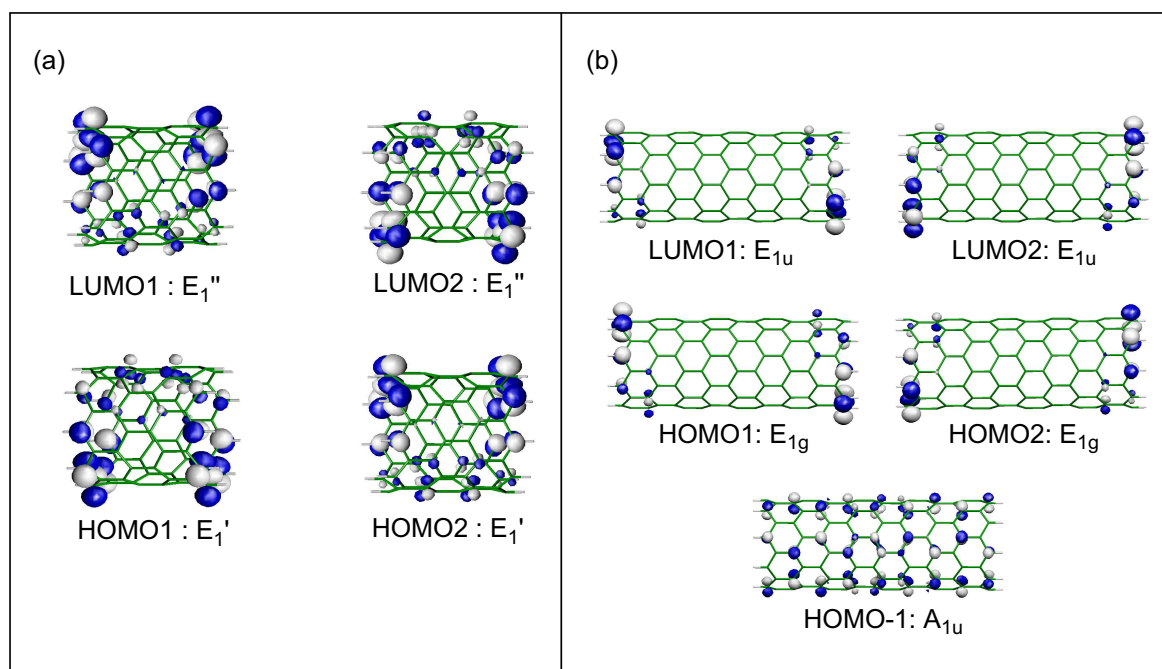 (a)
LUMO1 : E₁"
LUMO2 : E₁"
HOMO1 : E₁'
HOMO2 : E₁'
(b)
LUMO1: E₁ᵤ
LUMO2: E₁ᵤ
HOMO1: E₁g
HOMO2: E₁g
HOMO-1: A₁ᵤ